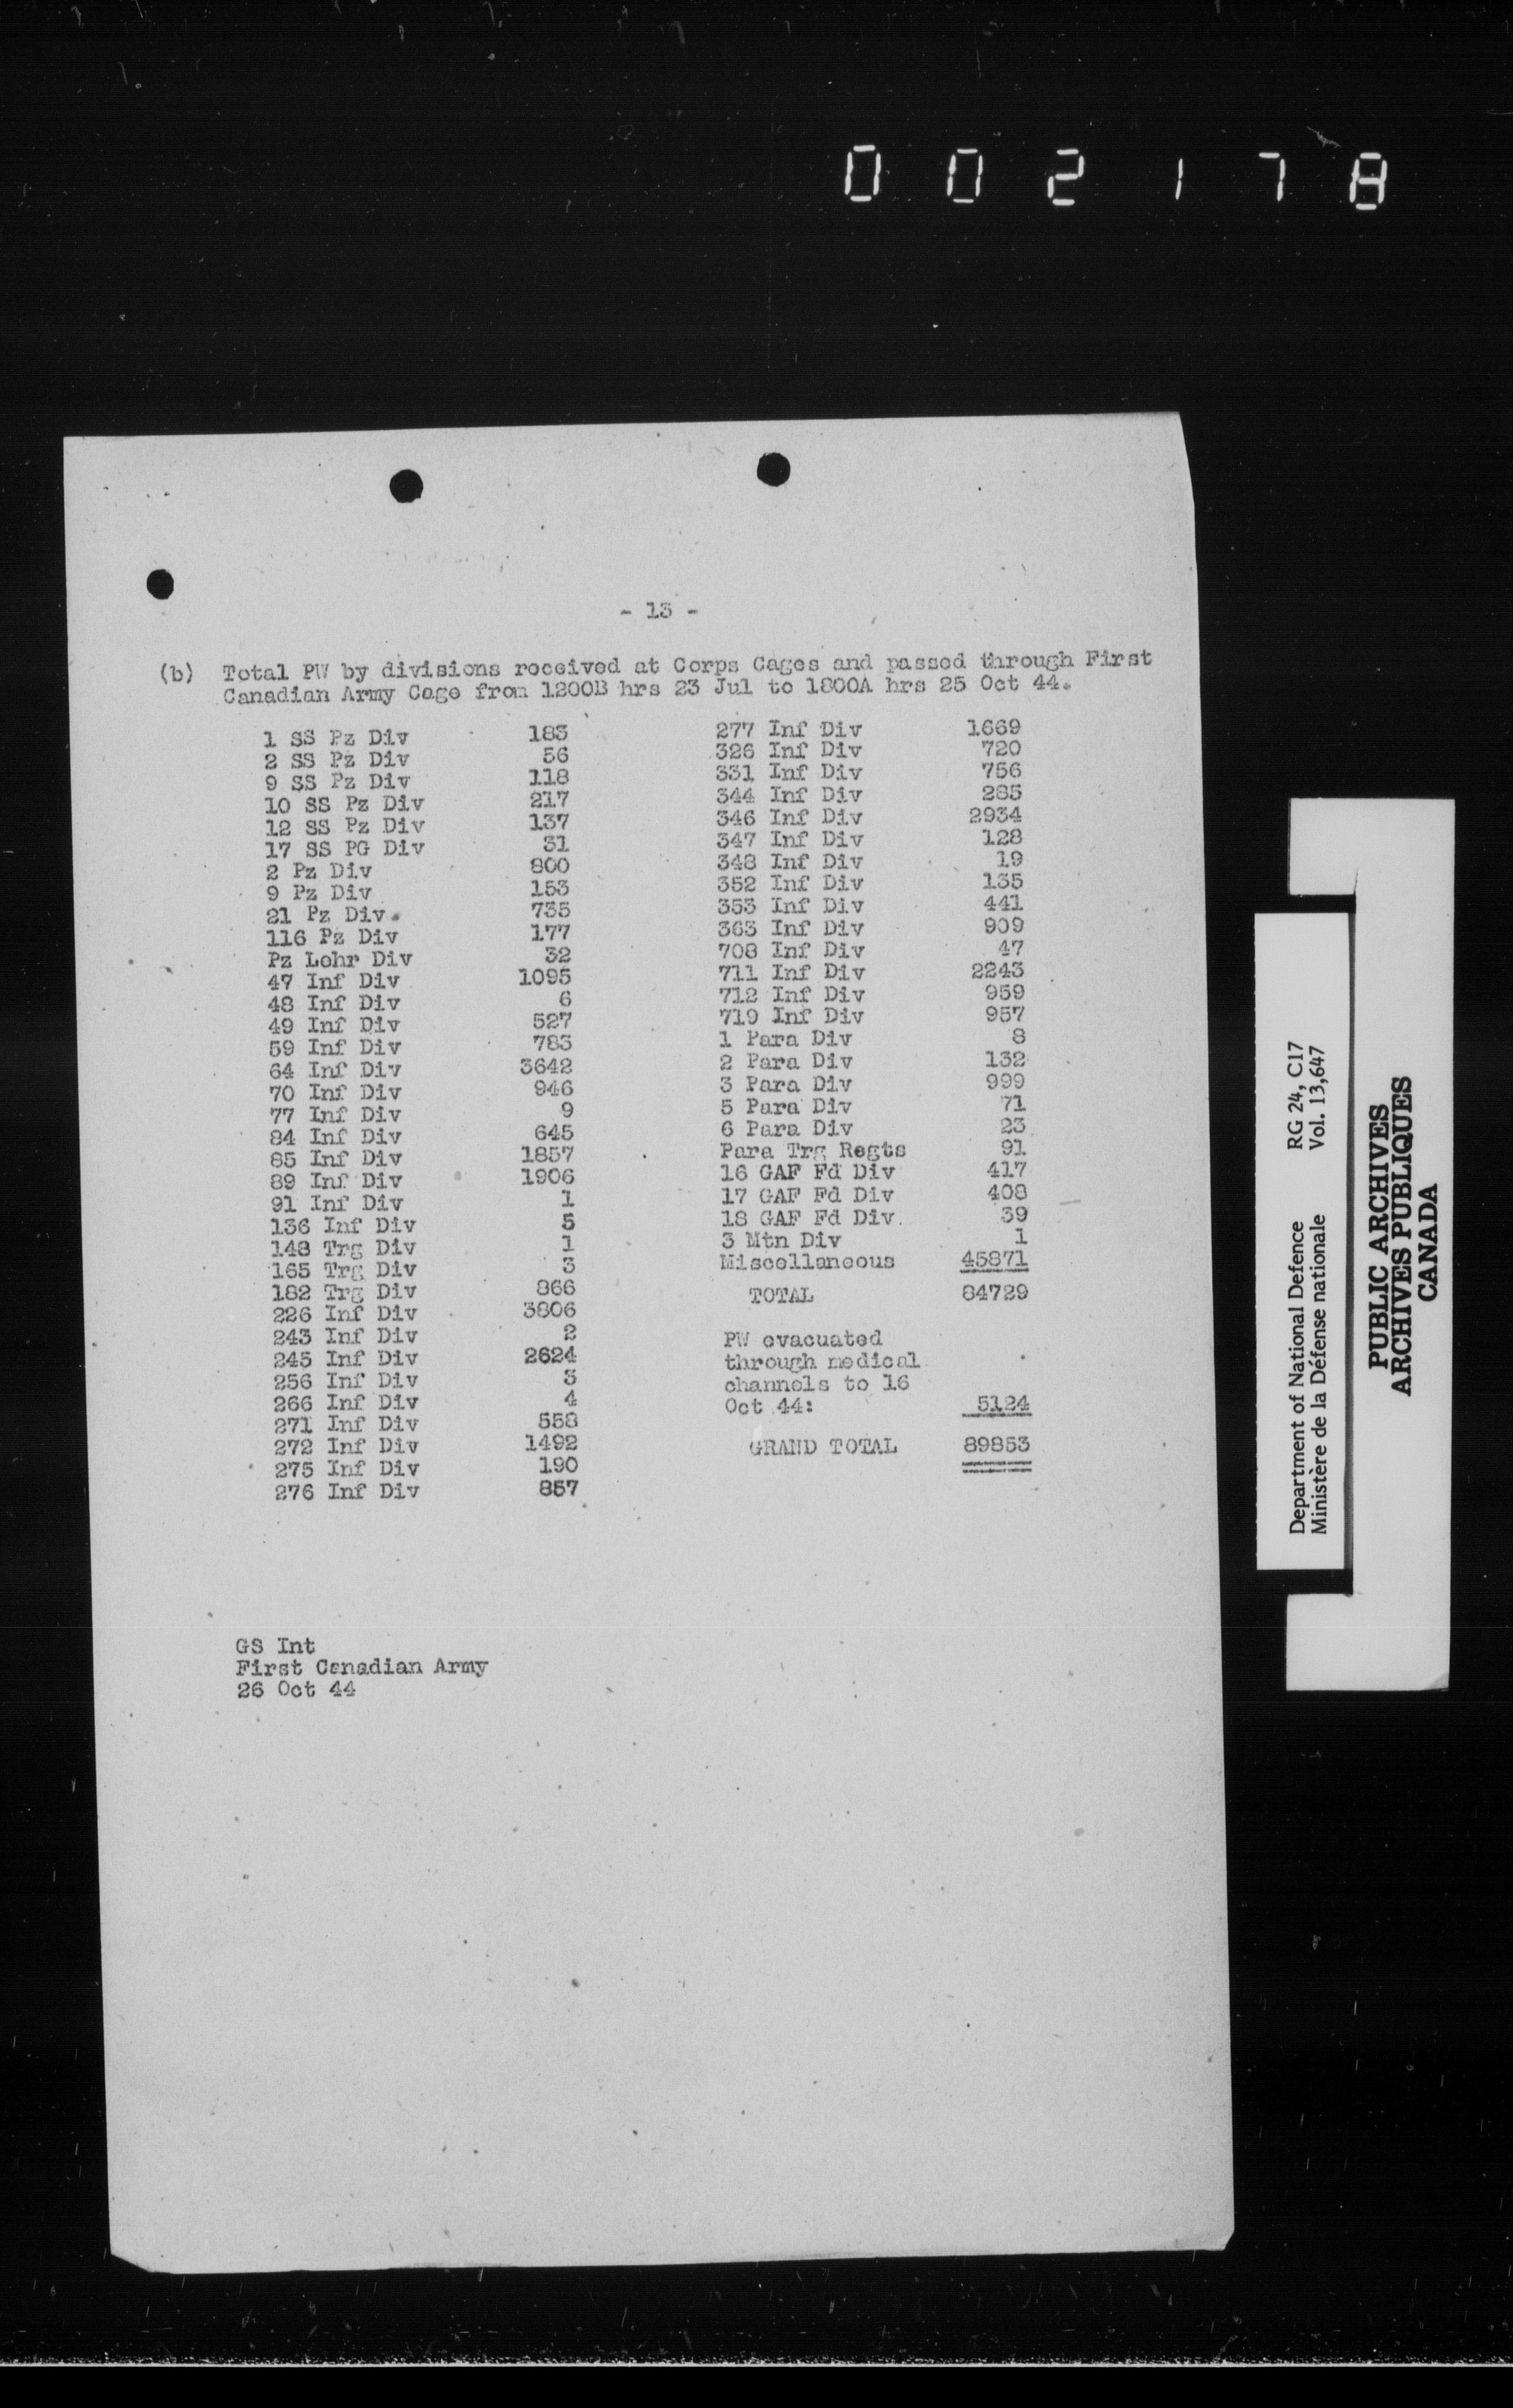 002178
- 13 -
(b) Total PW by divisions received at Corps Cages and passed through First
Canadian Army Cage from 1200B hrs 23 Jul to 1800A hrs 25 Oct 44.
1 SS Pz Div 183
2 SS Pz Div 56
9 SS Pz Div 118
10 SS Pz Div 217
12 SS Pz Div 137
17 SS PG Div 31
2 Pz Div 800
9 Pz Div 153
21 Pz Div. 735
116 Pz Div 177
Pz Lehr Div 32
47 Inf Div 1095
48 Inf Div 6
49 Inf Div 527
59 Inf Div 783
64 Inf Div 3642
70 Inf Div 946
77 Inf Div 9
84 Inf Div 645
85 Inf Div 1857
89 Inf Div 1906
91 Inf Div 1
136 Inf Div 5
148 Trg Div 1
165 Trg Div 3
182 Trg Div 866
226 Inf Div 3806
243 Inf Div 2
245 Inf Div 2624
256 Inf Div 3
266 Inf Div 4
271 Inf Div 558
272 Inf Div 1492
275 Inf Div 190
276 Inf Div 857
277 Inf Div 1669
326 Inf Div 720
331 Inf Div 756
344 Inf Div 285
346 Inf Div 2934
347 Inf Div 128
348 Inf Div 19
352 Inf Div 135
353 Inf Div 441
363 Inf Div 909
708 Inf Div 47
711 Inf Div 2243
712 Inf Div 959
719 Inf Div 957
1 Para Div 8
2 Para Div 132
3 Para Div 999
5 Para Div 71
6 Para Div 23
Para Trg Regts 91
16 GAF Fd Div 417
17 GAF Fd Div 408
18 GAF Fd Div. 39
3 Mtn Div 1
Miscellaneous 45871
TOTAL 84729
PW evacuated
through medical
channels to 16
Oct 44: 5124
GRAND TOTAL 89853
GS Int
First Canadian Army
26 Oct 44
Department of National Defence RG 24, C17
Ministère de la Défense nationale Vol. 13,647
PUBLIC ARCHIVES
ARCHIVES PUBLIQUES
CANADA